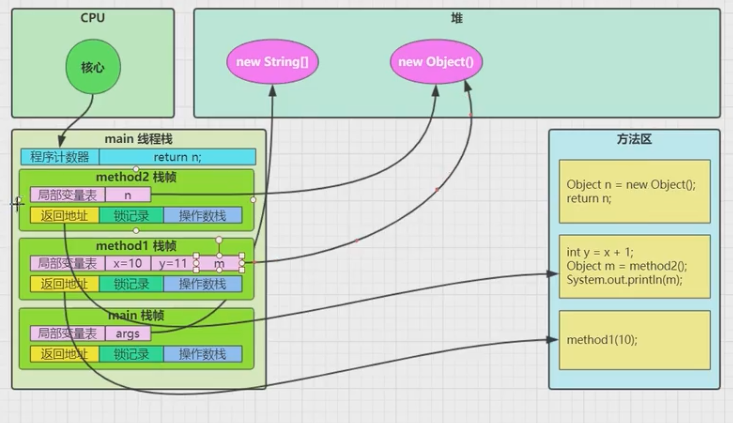 CPU
核心
堆
new String[]
new Object()
main 线程栈
程序计数器
return n;
method2 栈帧
局部变量表
n
返回地址
锁记录
操作数栈
method1 栈帧
局部变量表
x=10
y=11
m
返回地址
锁记录
操作数栈
main 栈帧
局部变量表
args
返回地址
锁记录
操作数栈
方法区
Object n = new Object();
return n;
int y = x + 1;
Object m = method2();
System.out.println(m);
method1(10);